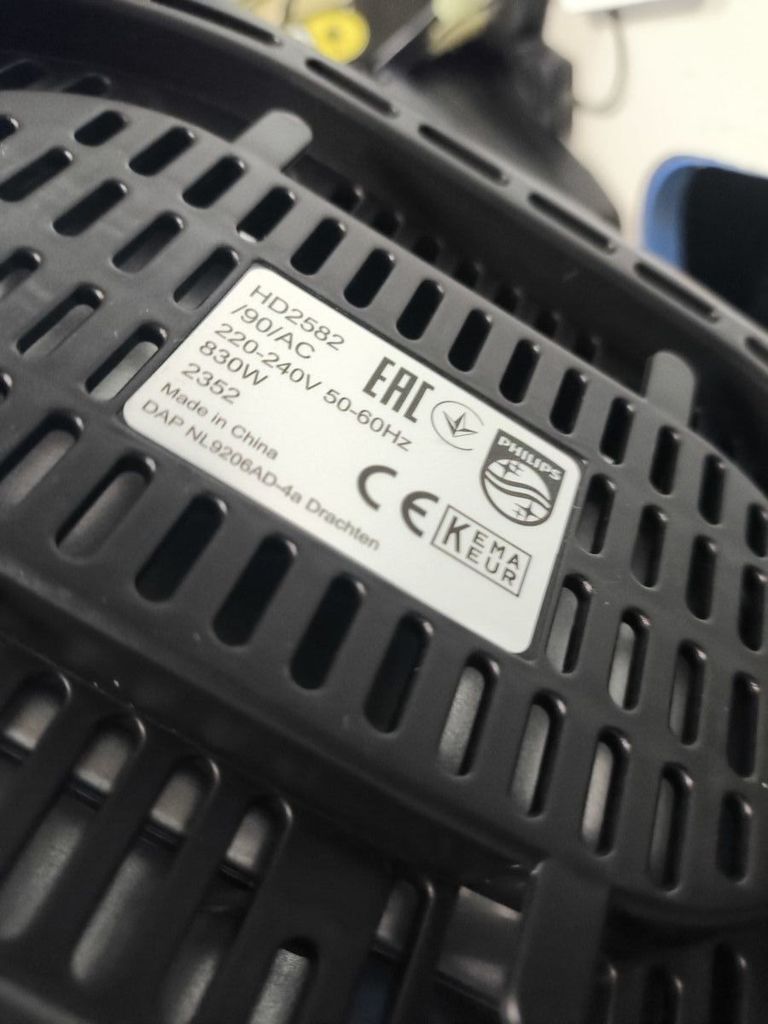 HD2582
/90/AC
220-240V 50-60Hz
830W
2352
Made in China
DAP NL9206AD-4a Drachten
EAC
CE
KEMA
KEUR
PHILIPS